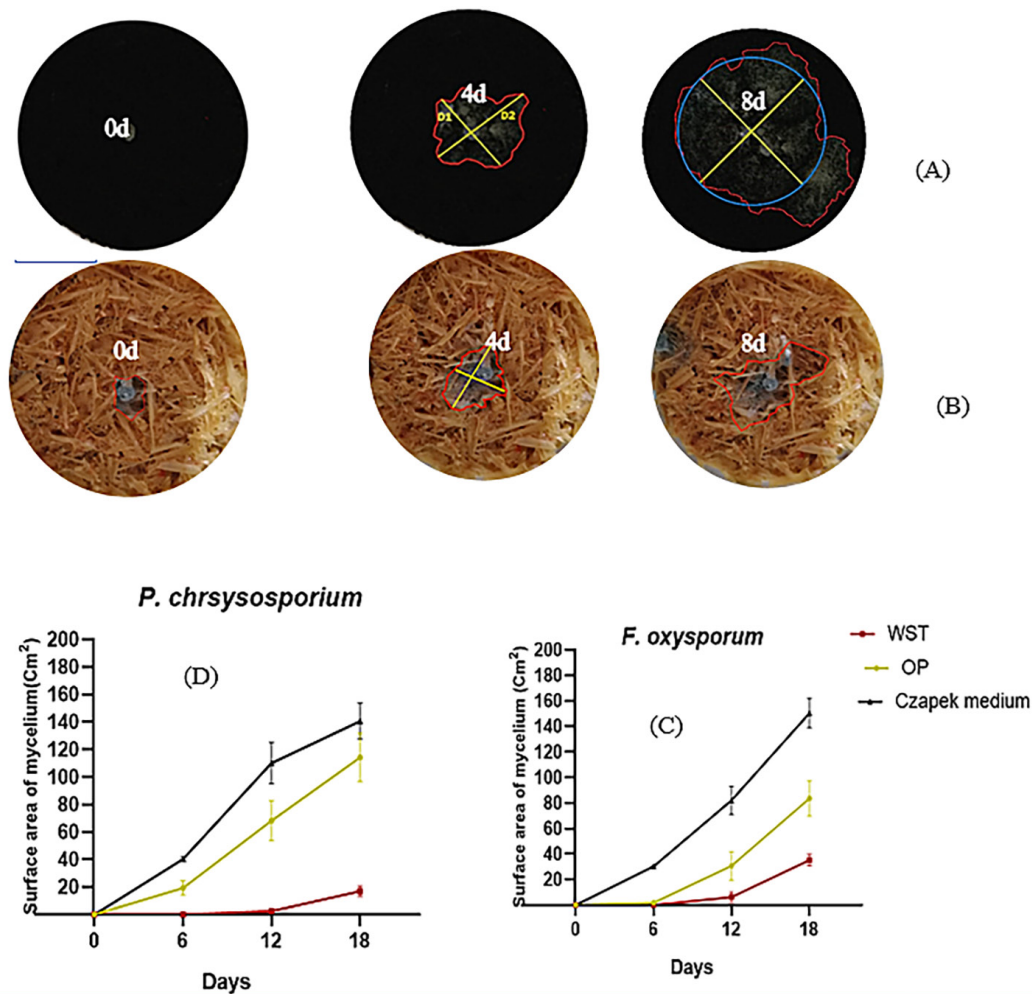 0d
4d
D1
D2
8d
(A)
0d
4d
8d
(B)
P. chrsysosporium
(D)
200
180
160
140
120
100
80
60
40
20
Surface area of mycelium(Cm²)
0 6 12 18
Days
F. oxysporum
(C)
200
180
160
140
120
100
80
60
40
20
Surface area of mycelium (Cm²)
0 6 12 18
Days
WST
OP
Czapek medium